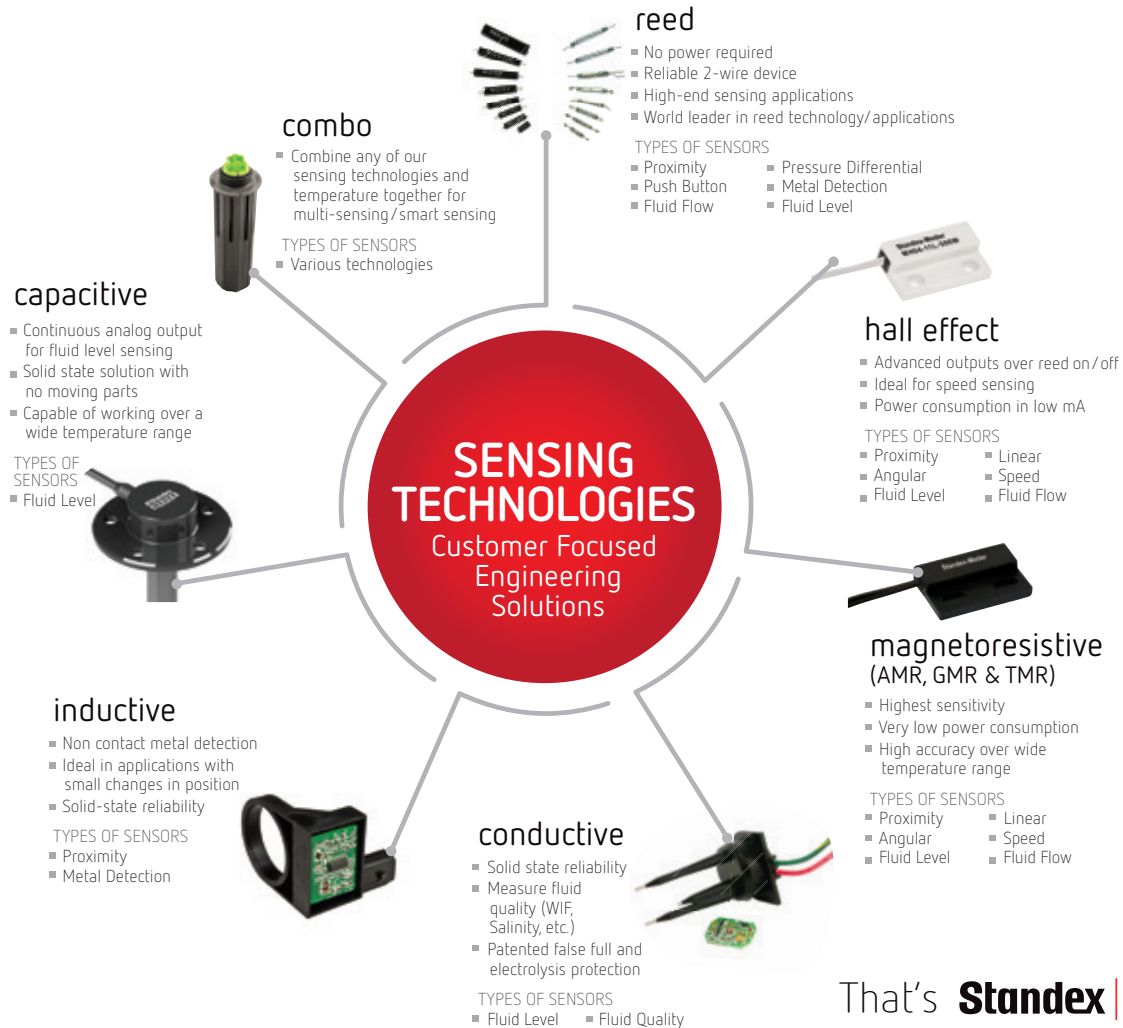 reed
No power required
Reliable 2-wire device
High-end sensing applications
World leader in reed technology/applications
TYPES OF SENSORS
Proximity
Push Button
Fluid Flow
Pressure Differential
Metal Detection
Fluid Level
combo
Combine any of our
sensing technologies and
temperature together for
multi-sensing/smart sensing
TYPES OF SENSORS
Various technologies
capacitive
Continuous analog output
for fluid level sensing
Solid state solution with
no moving parts
Capable of working over a
wide temperature range
TYPES OF
SENSORS
Fluid Level
Standex-Meder
hall effect
Advanced outputs over reed on/off
Ideal for speed sensing
Power consumption in low mA
TYPES OF SENSORS
Proximity
Angular
Fluid Level
Linear
Speed
Fluid Flow
SENSING
TECHNOLOGIES
Customer Focused
Engineering
Solutions
Standex-Meder
magnetoresistive
(AMR, GMR & TMR)
Highest sensitivity
Very low power consumption
High accuracy over wide
temperature range
TYPES OF SENSORS
Proximity
Angular
Fluid Level
Linear
Speed
Fluid Flow
inductive
Non contact metal detection
Ideal in applications with
small changes in position
Solid-state reliability
TYPES OF SENSORS
Proximity
Metal Detection
conductive
Solid state reliability
Measure fluid
quality (WIF,
Salinity, etc.)
Patented false full and
electrolysis protection
TYPES OF SENSORS
Fluid Level
Fluid Quality
That's Standex